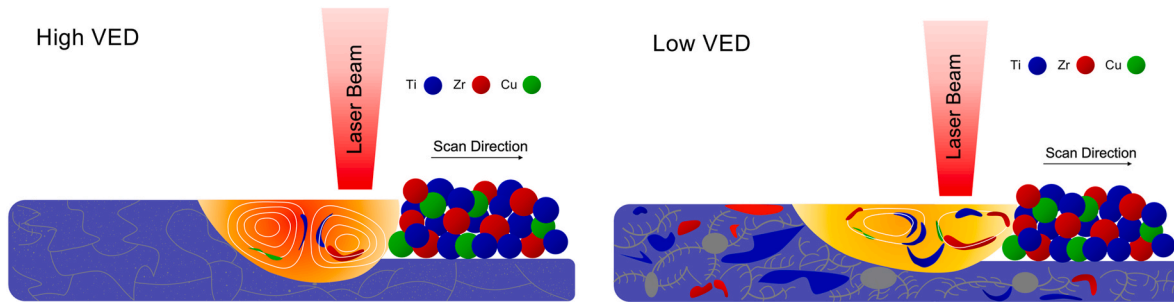 High VED
Laser Beam
Ti Zr Cu
Scan Direction
Low VED
Laser Beam
Ti Zr Cu
Scan Direction